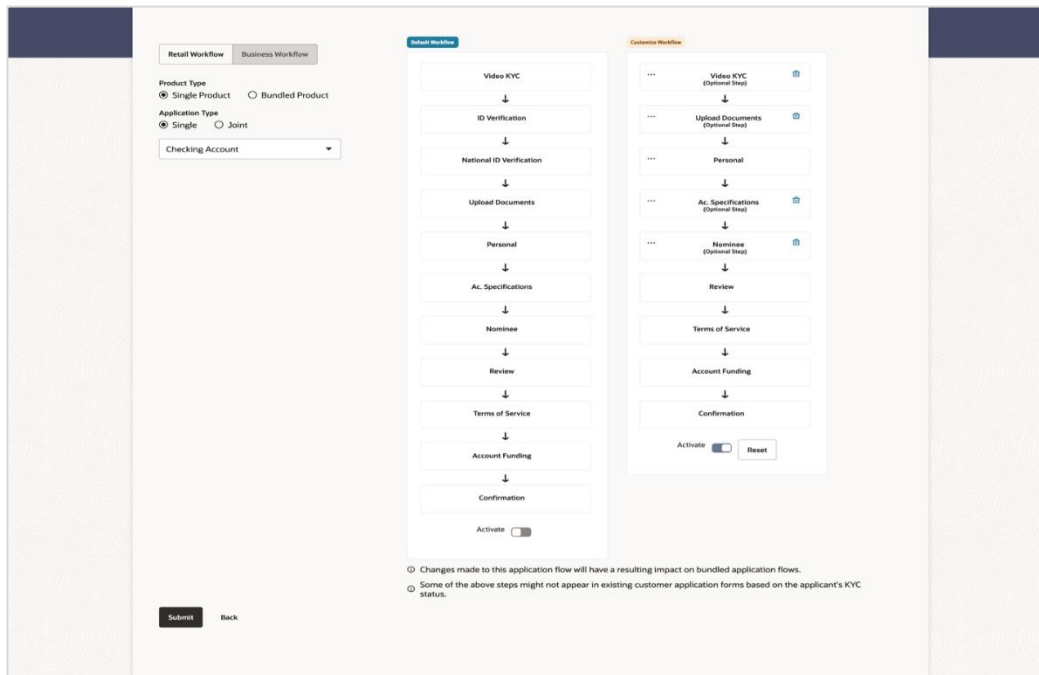 Retail Workflow
Business Workflow
Product Type
Single Product
Bundled Product
Application Type
Single
Joint
Checking Account
Default Workflow
Video KYC
ID Verification
National ID Verification
Upload Documents
Personal
Ac. Specifications
Nominee
Review
Terms of Service
Account Funding
Confirmation
Activate
Customize Workflow
Video KYC
(Optional Step)
Upload Documents
(Optional Step)
Personal
Ac. Specifications
(Optional Step)
Nominee
(Optional Step)
Review
Terms of Service
Account Funding
Confirmation
Activate
Reset
Changes made to this application flow will have a resulting impact on bundled application flows.
Some of the above steps might not appear in existing customer application forms based on the applicant's KYC
status.
Submit
Back